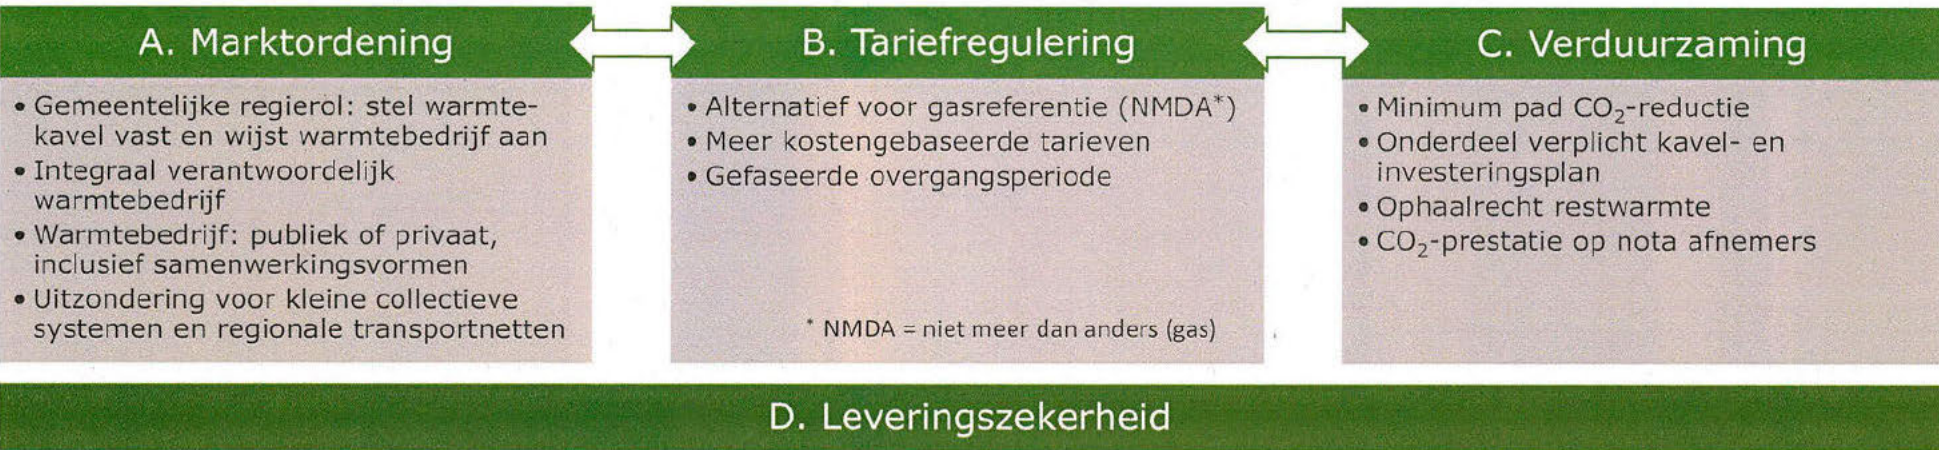 A. Marktordening
• Gemeentelijke regierol: stel warmte-
kavel vast en wijst warmtebedrijf aan
• Integraal verantwoordelijk
warmtebedrijf
• Warmtebedrijf: publiek of privaat,
inclusief samenwerkingsvormen
• Uitzondering voor kleine collectieve
systemen en regionale transportnetten
B. Tariefregulering
• Alternatief voor gasreferentie (NMDA*)
• Meer kostengebaseerde tarieven
• Gefaseerde overgangsperiode
* NMDA = niet meer dan anders (gas)
C. Verduurzaming
• Minimum pad CO₂-reductie
• Onderdeel verplicht kavel- en
investeringsplan
• Ophaalrecht restwarmte
• CO₂-prestatie op nota afnemers
D. Leveringszekerheid